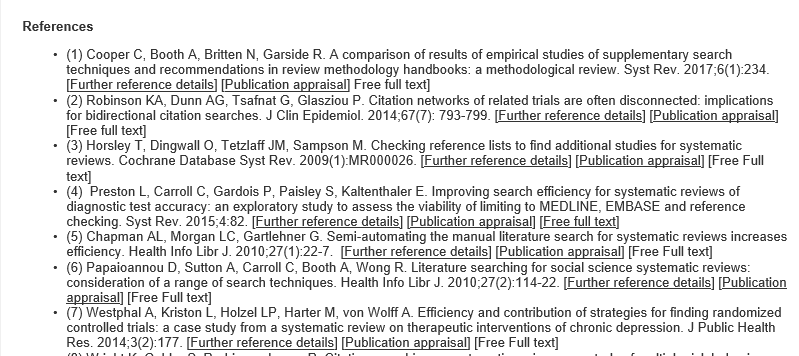 References
• (1) Cooper C, Booth A, Britten N, Garside R. A comparison of results of empirical studies of supplementary search
techniques and recommendations in review methodology handbooks: a methodological review. Syst Rev. 2017;6(1):234.
[Further reference details] [Publication appraisal] Free full text]
• (2) Robinson KA, Dunn AG, Tsafnat G, Glasziou P. Citation networks of related trials are often disconnected: implications
for bidirectional citation searches. J Clin Epidemiol. 2014;67(7): 793-799. [Further reference details] [Publication appraisal]
[Free full text]
• (3) Horsley T, Dingwall O, Tetzlaff JM, Sampson M. Checking reference lists to find additional studies for systematic
reviews. Cochrane Database Syst Rev. 2009(1):MR000026. [Further reference details] [Publication appraisal] [Free Full
text]
• (4) Preston L, Carroll C, Gardois P, Paisley S, Kaltenthaler E. Improving search efficiency for systematic reviews of
diagnostic test accuracy: an exploratory study to assess the viability of limiting to MEDLINE, EMBASE and reference
checking. Syst Rev. 2015;4:82. [Further reference details] [Publication appraisal] [Free full text]
• (5) Chapman AL, Morgan LC, Gartlehner G. Semi-automating the manual literature search for systematic reviews increases
efficiency. Health Info Libr J. 2010;27(1):22-7. [Further reference details] [Publication appraisal] [Free Full text]
• (6) Papaioannou D, Sutton A, Carroll C, Booth A, Wong R. Literature searching for social science systematic reviews:
consideration of a range of search techniques. Health Info Libr J. 2010;27(2):114-22. [Further reference details] [Publication
appraisal] [Free Full text]
• (7) Westphal A, Kriston L, Holzel LP, Harter M, von Wolff A. Efficiency and contribution of strategies for finding randomized
controlled trials: a case study from a systematic review on therapeutic interventions of chronic depression. J Public Health
Res. 2014;3(2):177. [Further reference details] [Publication appraisal] [Free full text]